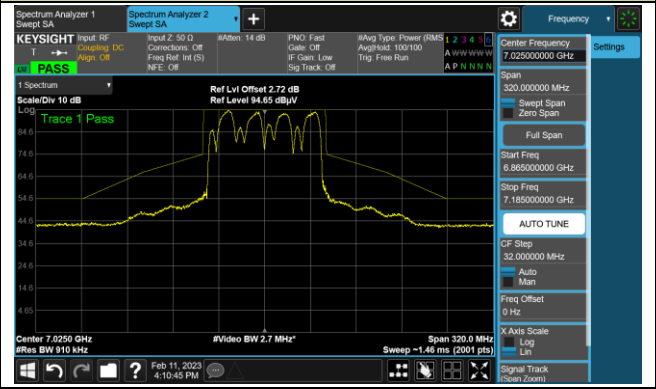 Spectrum Analyzer 1
Swept SA
Spectrum Analyzer 2
Swept SA
Frequency
KEYSIGHT
Input: RF
Coupling: DC
Align: Off
Input Z: 50 Ω
Corrections: Off
Freq Ref: Int (S)
NFE: Off
#Atten: 14 dB
PNO: Fast
Gate: Off
IF Gain: Low
Sig Track: Off
#Avg Type: Power (RMS
Avg|Hold: 100/100
Trig: Free Run
1 2 3 4 5 6
A W W W W W
A P N N N N
T
PASS
1 Spectrum
Scale/Div 10 dB
Ref Lvl Offset 2.72 dB
Ref Level 94.65 dBµV
Log
Trace 1 Pass
84.6
74.6
64.6
54.6
44.6
34.6
24.6
14.6
4.65
Center 7.0250 GHz
#Res BW 910 kHz
#Video BW 2.7 MHz*
Span 320.0 MHz
Sweep ~1.46 ms (2001 pts)
Feb 11, 2023
4:10:45 PM
Center Frequency
7.025000000 GHz
Settings
Span
320.000000 MHz
Swept Span
Zero Span
Full Span
Start Freq
6.865000000 GHz
Stop Freq
7.185000000 GHz
AUTO TUNE
CF Step
32.000000 MHz
Auto
Man
Freq Offset
0 Hz
X Axis Scale
Log
Lin
Signal Track
(Span Zoom)